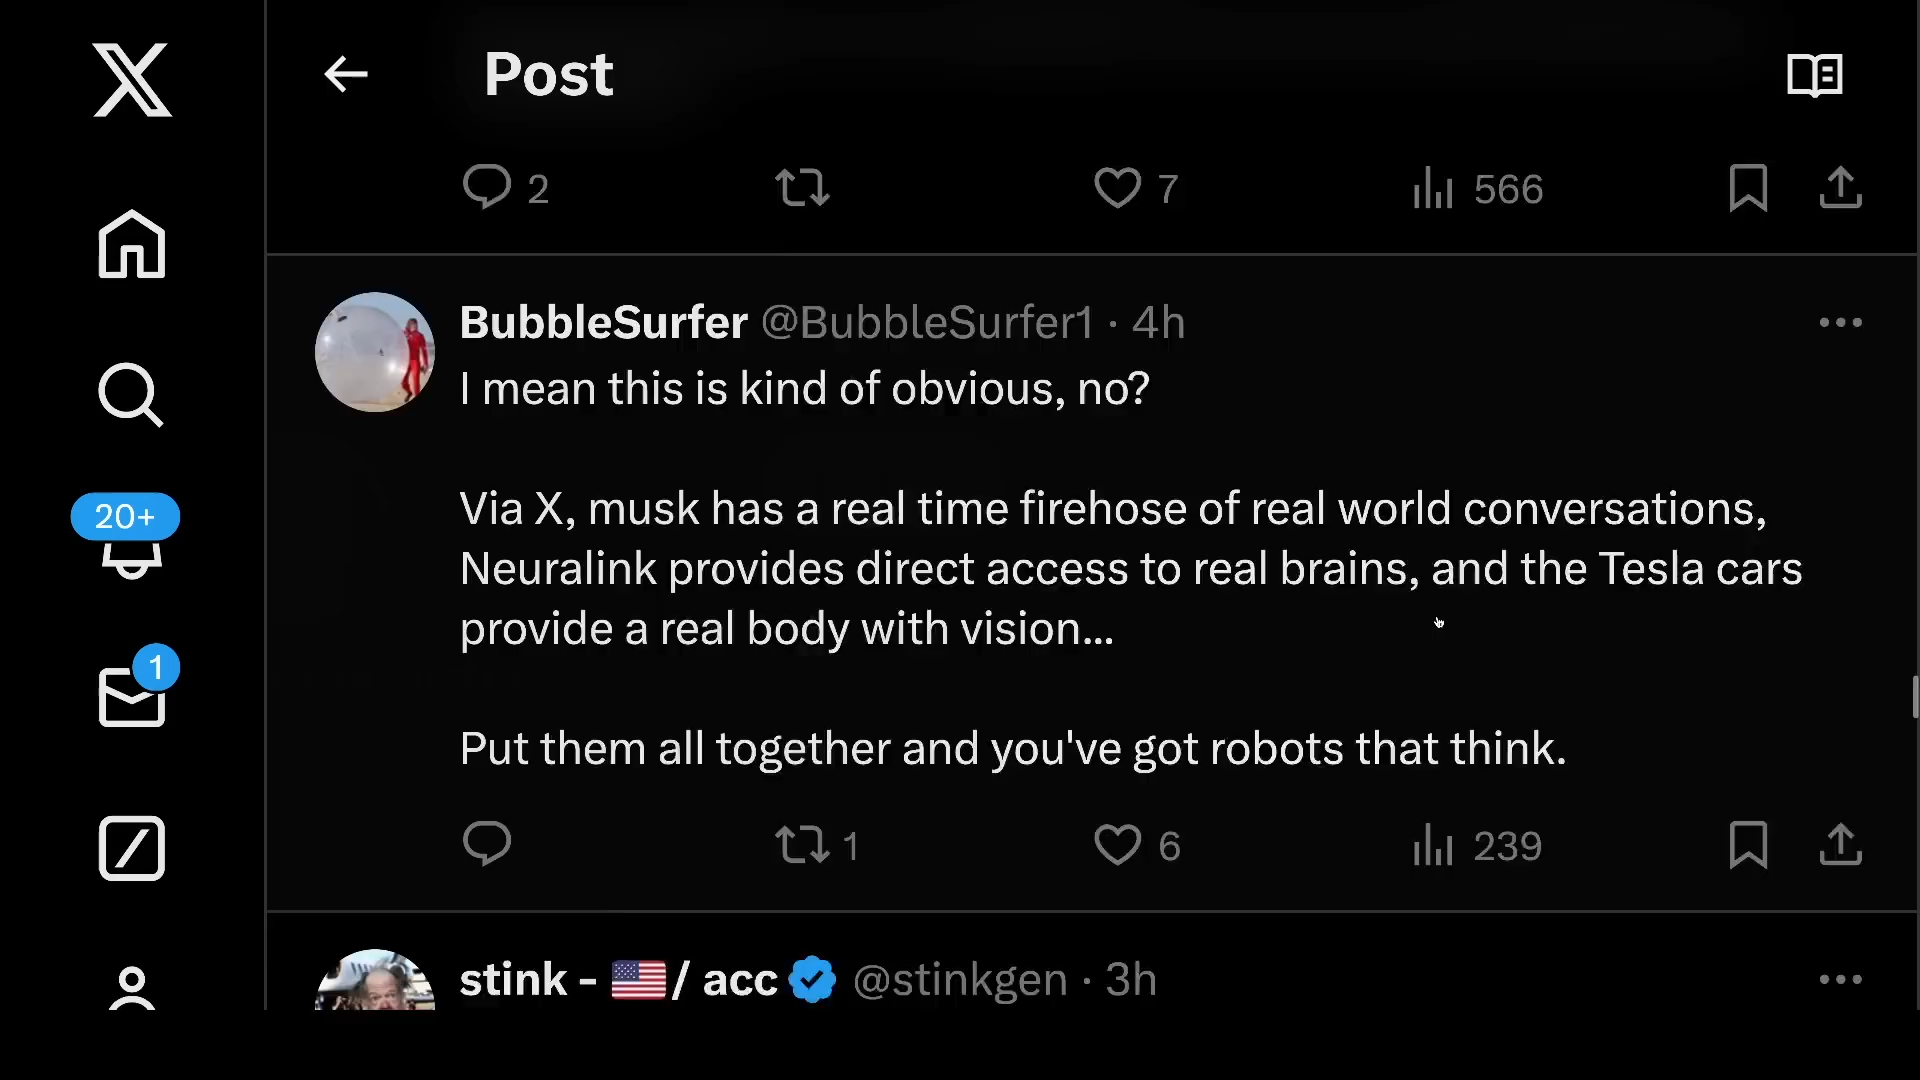 Post
2
7
566
BubbleSurfer @BubbleSurfer1 · 4h
I mean this is kind of obvious, no?
20+
Via X, musk has a real time firehose of real world conversations,
Neuralink provides direct access to real brains, and the Tesla cars
provide a real body with vision...
1
Put them all together and you've got robots that think.
1
6
239
stink - 🇺🇸/ acc @stinkgen · 3h